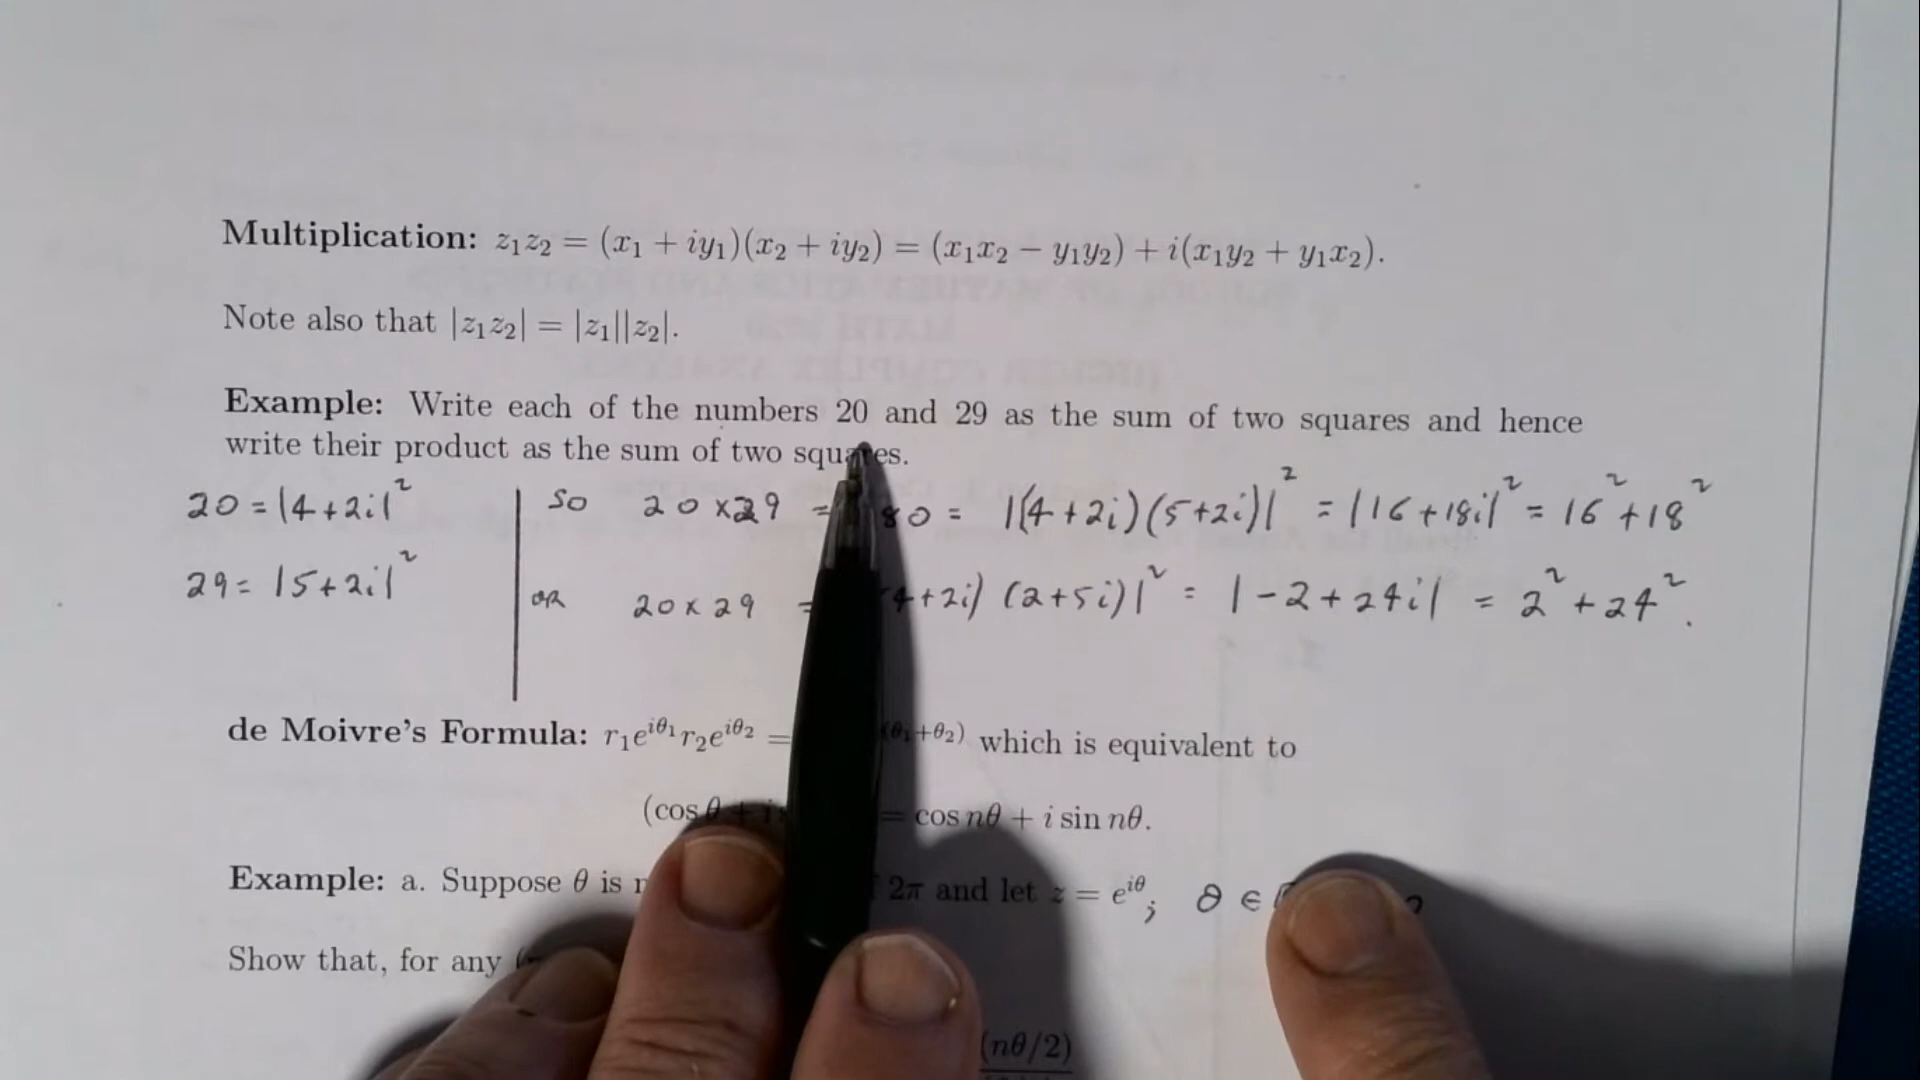 Multiplication: z₁z₂ = (x₁ + iy₁)(x₂ + iy₂) = (x₁x₂ − y₁y₂) + i(x₁y₂ + y₁x₂).
Note also that |z₁z₂| = |z₁||z₂|.
Example: Write each of the numbers 20 and 29 as the sum of two squares and hence
write their product as the sum of two squares.
20 = |4+2i|² so 20 × 29 = 80 = |(4+2i)(5+2i)|² = |16+18i|² = 16² + 18²
29 = |5+2i|² OR 20 × 29 = 4+2i) (2+5i)|² = |-2+24i| = 2² + 24².
de Moivre's Formula: r₁e^{iθ₁}r₂e^{iθ₂} = (θ₁+θ₂) which is equivalent to
(cos θ + i = cos nθ + i sin nθ.
Example: a. Suppose θ is 2π and let z = e^{iθ}; θ ∈
Show that, for any
(nθ/2)